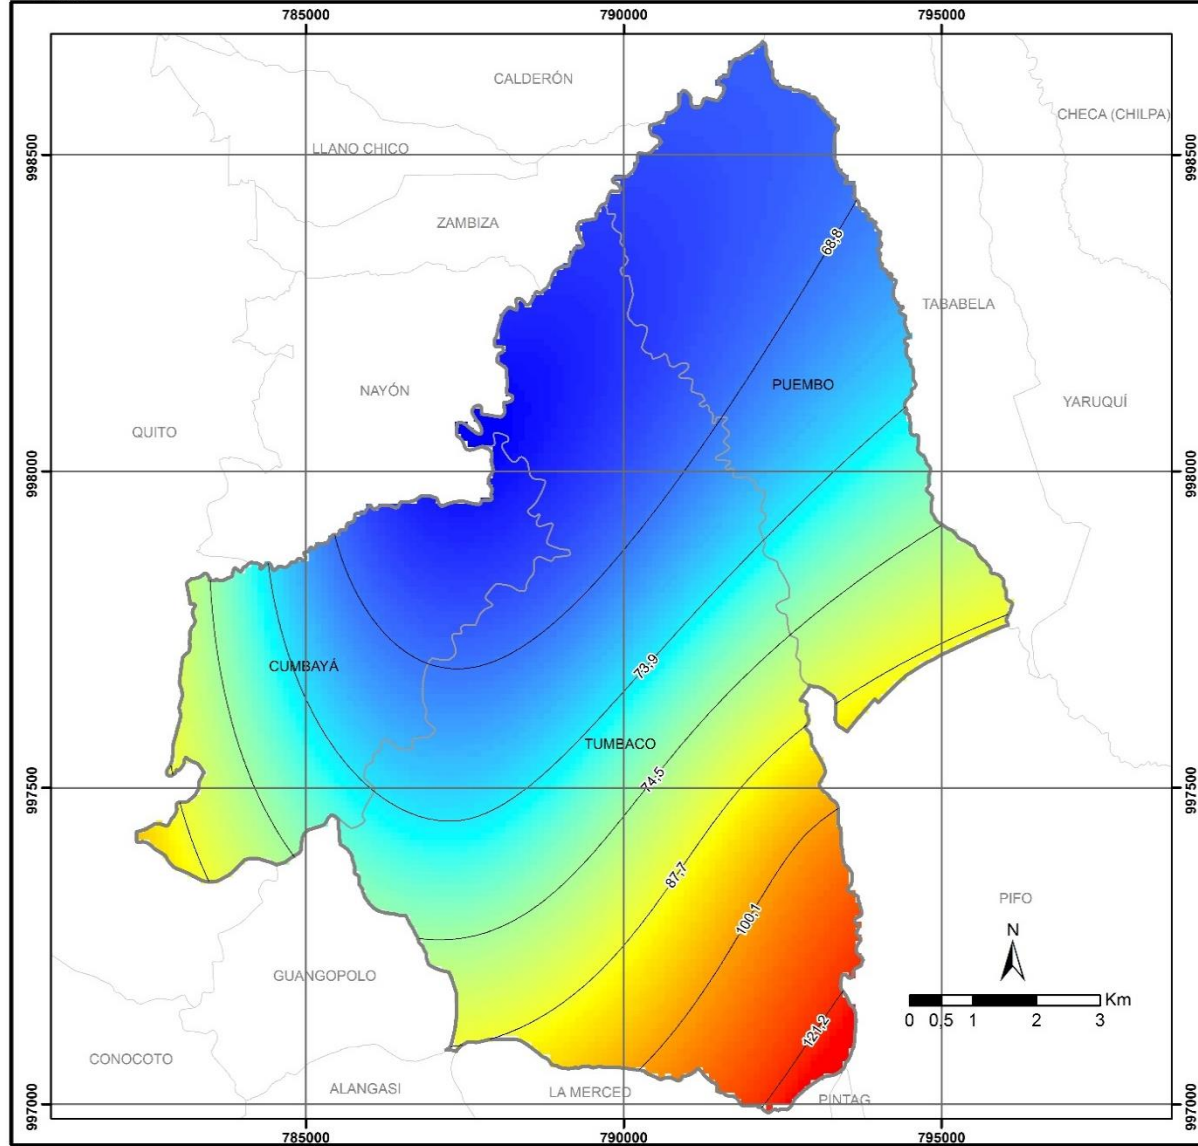 785000 790000 795000
CALDERÓN
CHECA (CHILPA)
998500 998500
LLANO CHICO
ZAMBIZA
68,8
TABABELA
PUEMBO
NAYÓN
YARUQUÍ
QUITO
998000 998000
CUMBAYÁ
73,9
TUMBACO
74,5
997500 997500
87,7
PIFO
100,1
N
GUANGOPOLO
Km
0 0,5 1 2 3
121,2
CONOCOTO
ALANGASI
LA MERCED
PINTAG
997000 997000
785000 790000 795000